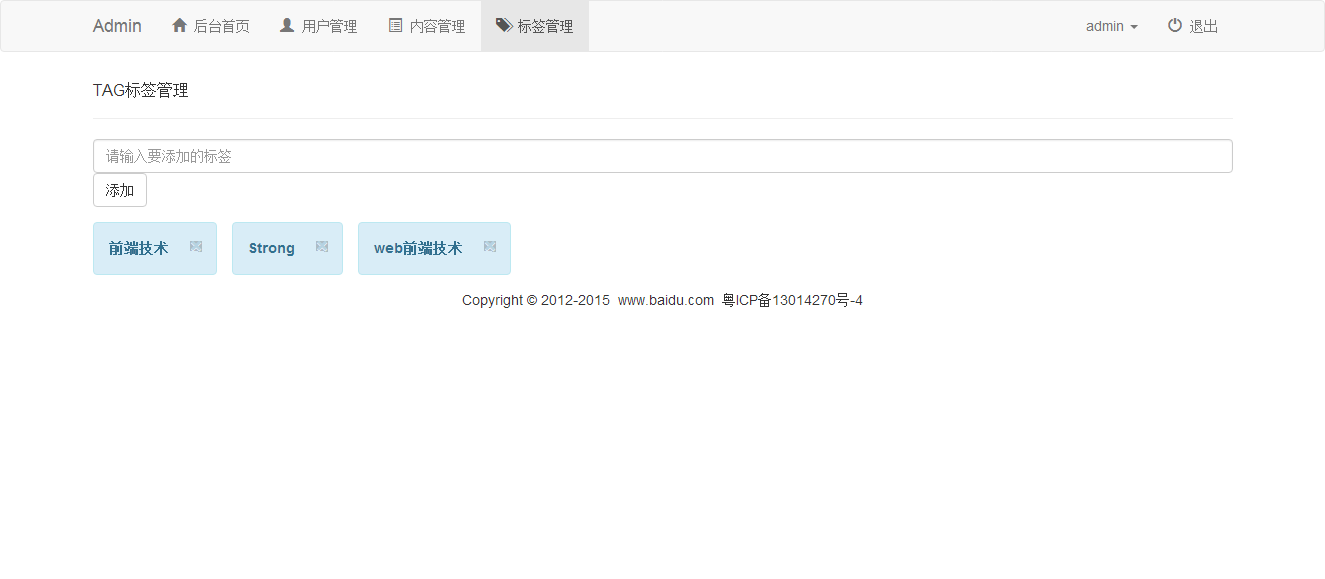 Admin 后台首页 用户管理 内容管理 标签管理 admin 退出
TAG标签管理
请输入要添加的标签
添加
前端技术 Strong web前端技术
Copyright © 2012-2015 www.baidu.com 粤ICP备13014270号-4